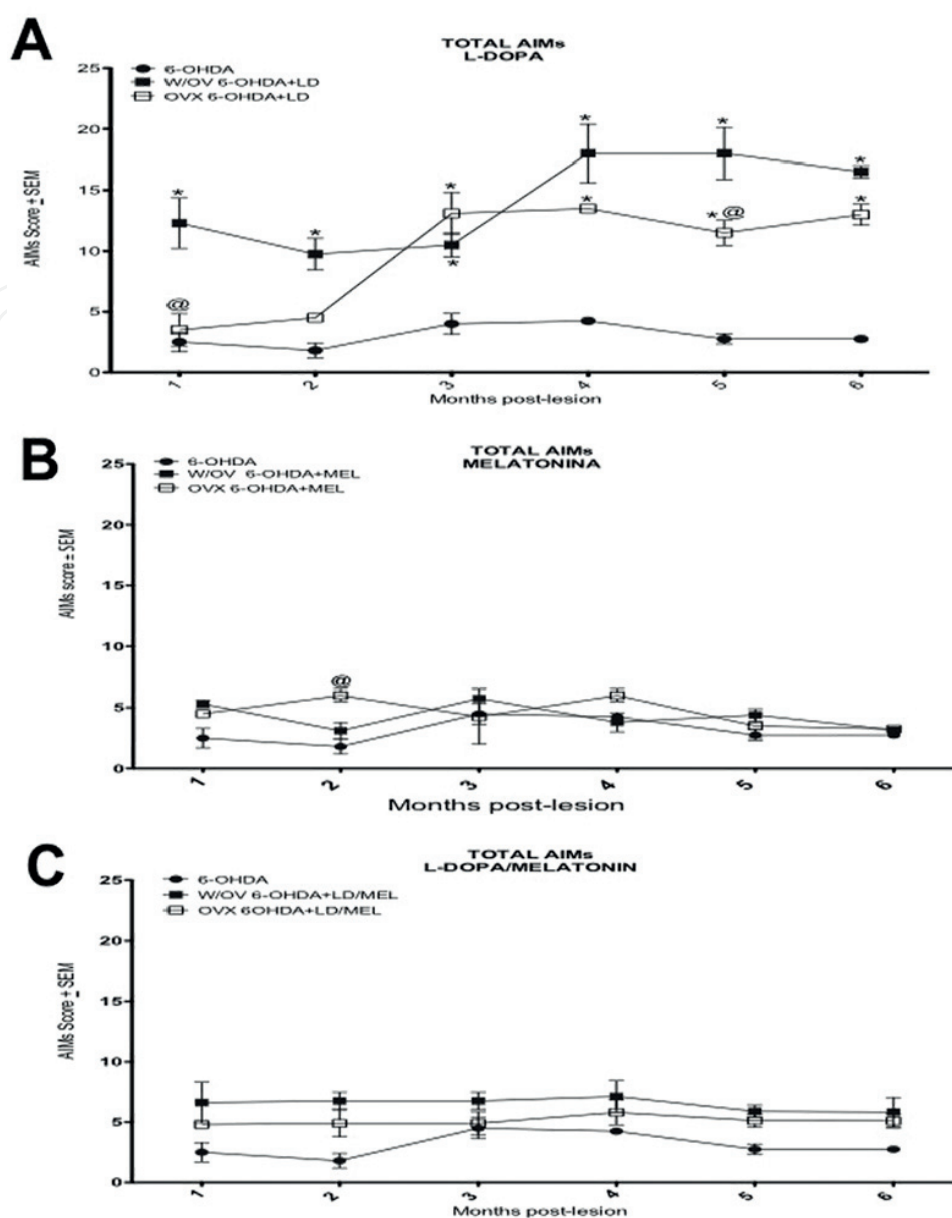 A
TOTAL AIMs
L-DOPA
25
6-OHDA
W/OV 6-OHDA+LD
OVX 6-OHDA+LD
20
*
*
*
*
*
15
*
*
*
*@
*
10
*
AIMs Score ± SEM
@
5
0
1
2
3
4
5
6
Months post-lesion
B
TOTAL AIMs
MELATONINA
25
6-OHDA
W/OV 6-OHDA+MEL
OVX 6-OHDA+MEL
20
15
AIMs score ± SEM
10
@
5
0
1
2
3
4
5
6
Months post-lesion
C
TOTAL AIMs
L-DOPA/MELATONIN
25
6-OHDA
W/OV 6-OHDA+LD/MEL
OVX 6OHDA+LD/MEL
20
15
AIMs Score ± SEM
10
5
0
1
2
3
4
5
6
Months post-lesion